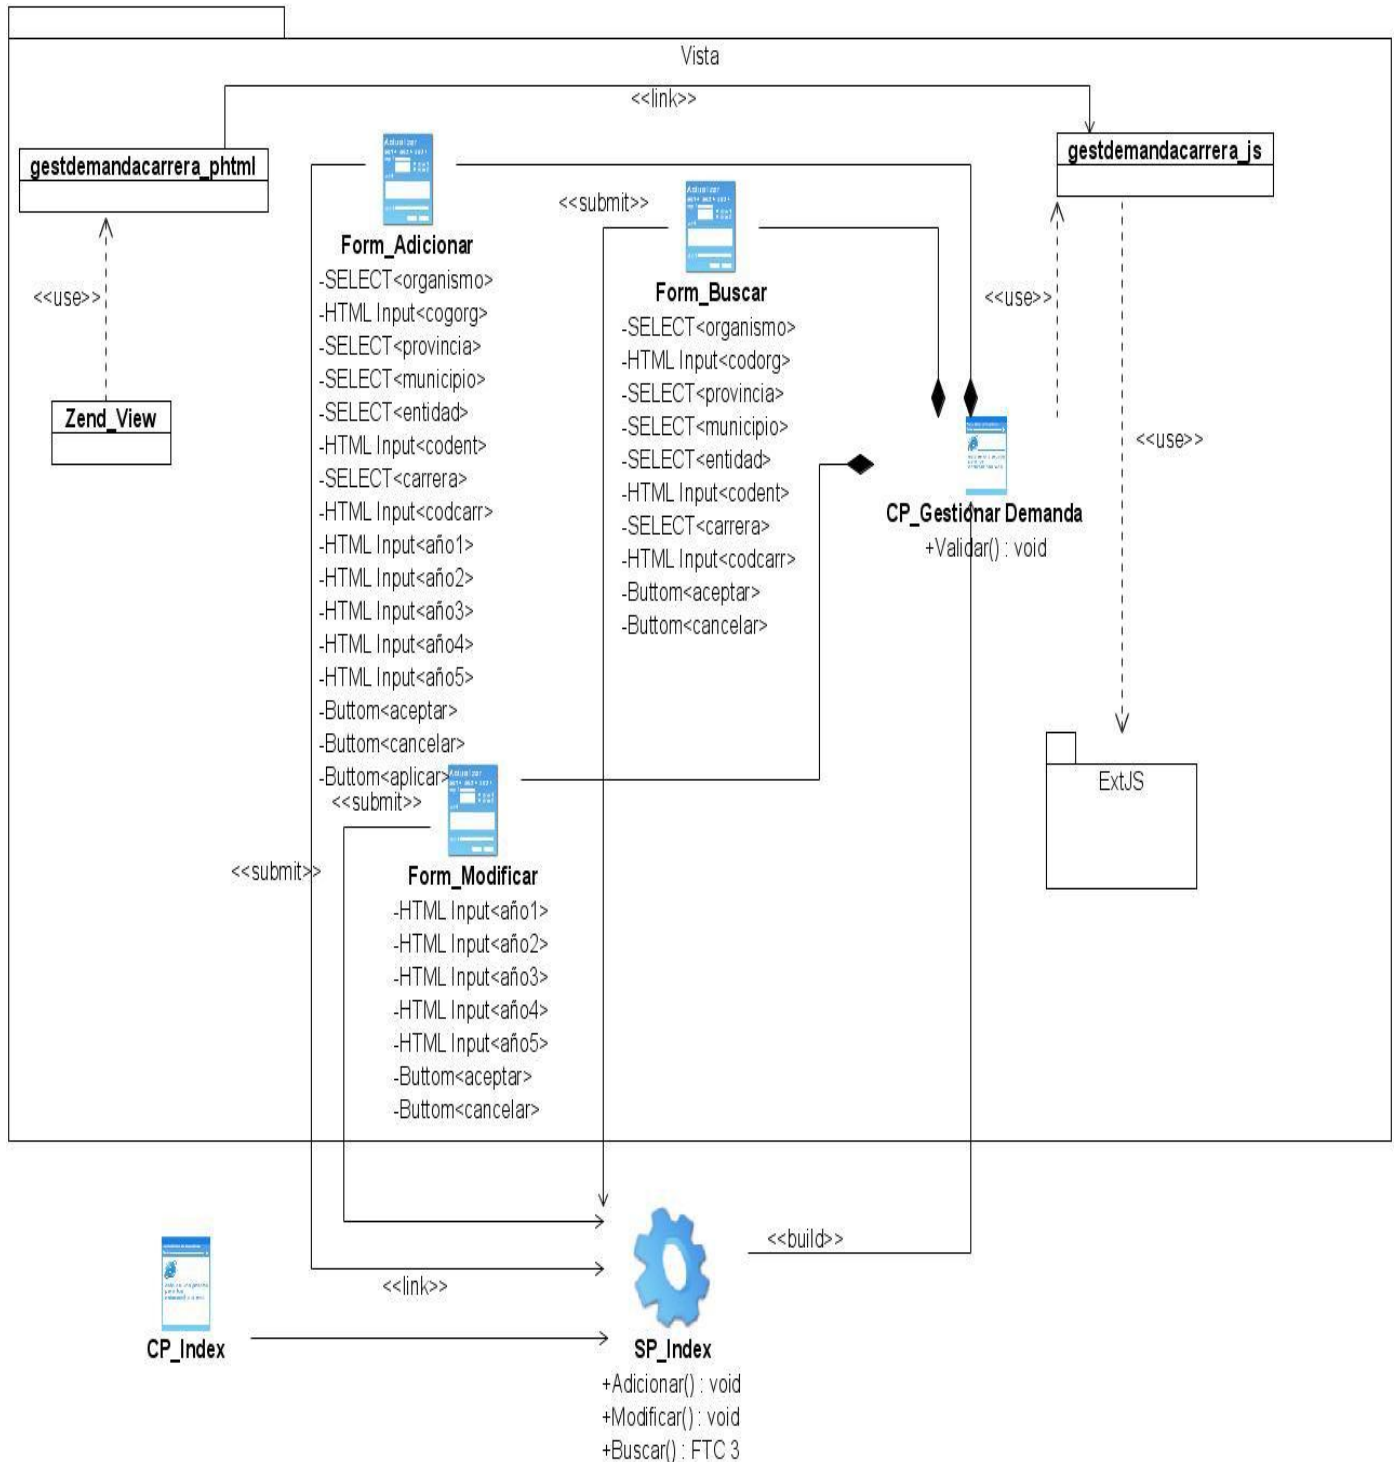 Vista
<<link>>
gestdemandacarrera_phtml
gestdemandacarrera_js
<<use>>
Zend_View
Actualizar
Form_Adicionar
-SELECT<organismo>
-HTML Input<cogorg>
-SELECT<provincia>
-SELECT<municipio>
-SELECT<entidad>
-HTML Input<codent>
-SELECT<carrera>
-HTML Input<codcarr>
-HTML Input<año1>
-HTML Input<año2>
-HTML Input<año3>
-HTML Input<año4>
-HTML Input<año5>
-Buttom<aceptar>
-Buttom<cancelar>
-Buttom<aplicar>
<<submit>>
Actualizar
Form_Buscar
-SELECT<organismo>
-HTML Input<codorg>
-SELECT<provincia>
-SELECT<municipio>
-SELECT<entidad>
-HTML Input<codent>
-SELECT<carrera>
-HTML Input<codcarr>
-Buttom<aceptar>
-Buttom<cancelar>
<<use>>
<<use>>
CP_Gestionar Demanda
+Validar() : void
ExtJS
Actualizar
<<submit>>
<<submit>>
Form_Modificar
-HTML Input<año1>
-HTML Input<año2>
-HTML Input<año3>
-HTML Input<año4>
-HTML Input<año5>
-Buttom<aceptar>
-Buttom<cancelar>
<<build>>
<<link>>
CP_Index
SP_Index
+Adicionar() : void
+Modificar() : void
+Buscar() : FTC 3